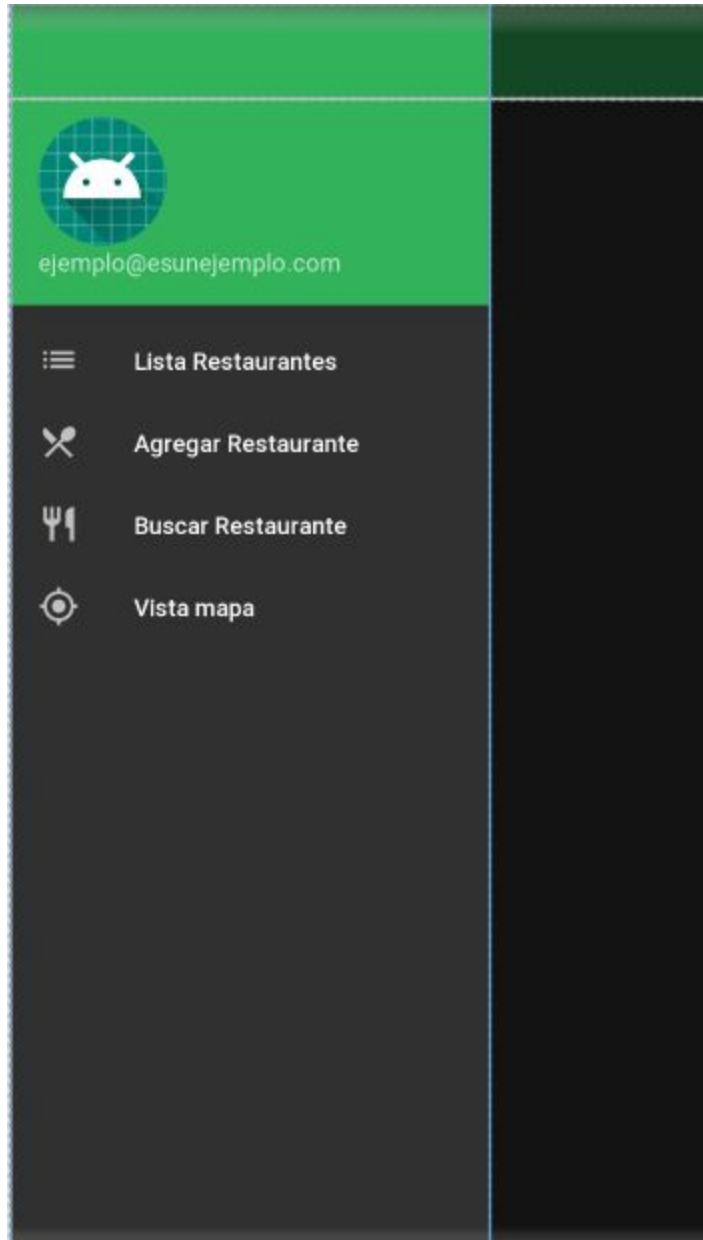 ejemplo@esunejemplo.com
Lista Restaurantes
Agregar Restaurante
Buscar Restaurante
Vista mapa